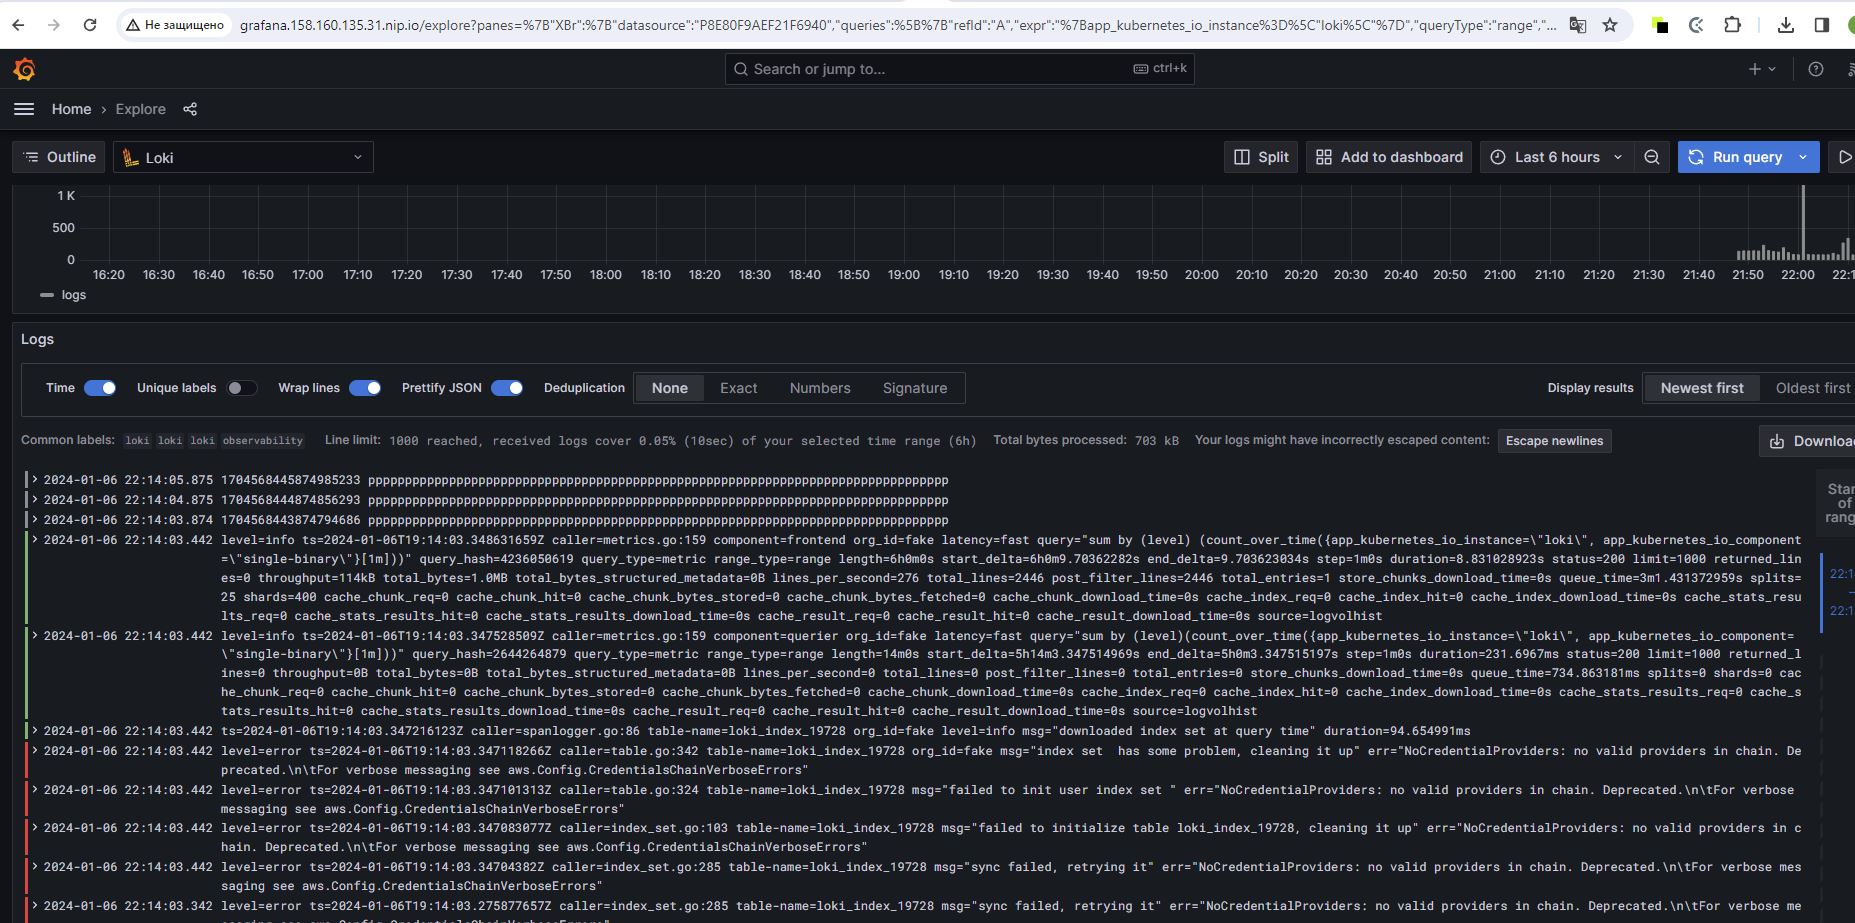 Не защищено grafana.158.160.135.31.nip.io/explore?panes=%7B"XBr":%7B"datasource":"P8E80F9AEF21F6940","queries":%5B%7B"refId":"A","expr":"%7Bapp_kubernetes_io_instance%3D%5C"loki%5C"%7D","queryType":"range","...
Search or jump to... ctrl+k
Home › Explore
Outline Loki Split Add to dashboard Last 6 hours Run query
1 K
500
0
16:20 16:30 16:40 16:50 17:00 17:10 17:20 17:30 17:40 17:50 18:00 18:10 18:20 18:30 18:40 18:50 19:00 19:10 19:20 19:30 19:40 19:50 20:00 20:10 20:20 20:30 20:40 20:50 21:00 21:10 21:20 21:30 21:40 21:50 22:00 22:1
logs
Logs
Time Unique labels Wrap lines Prettify JSON Deduplication None Exact Numbers Signature Display results Newest first Oldest first
Common labels: loki loki loki observability Line limit: 1000 reached, received logs cover 0.05% (10sec) of your selected time range (6h) Total bytes processed: 703 kB Your logs might have incorrectly escaped content: Escape newlines Downloa
2024-01-06 22:14:05.875 1704568445874985233 ppppppppppppppppppppppppppppppppppppppppppppppppppppppppppppppppppppppppppppppp
2024-01-06 22:14:04.875 1704568444874856293 ppppppppppppppppppppppppppppppppppppppppppppppppppppppppppppppppppppppppppppppp
2024-01-06 22:14:03.874 1704568443874794686 ppppppppppppppppppppppppppppppppppppppppppppppppppppppppppppppppppppppppppppppp
2024-01-06 22:14:03.442 level=info ts=2024-01-06T19:14:03.348631659Z caller=metrics.go:159 component=frontend org_id=fake latency=fast query="sum by (level) (count_over_time({app_kubernetes_io_instance=\"loki\", app_kubernetes_io_component
=\"single-binary\"}[1m]))" query_hash=4236050619 query_type=metric range_type=range length=6h0m0s start_delta=6h0m9.70362282s end_delta=9.703623034s step=1m0s duration=8.831028923s status=200 limit=1000 returned_li
nes=0 throughput=114kB total_bytes=1.0MB total_bytes_structured_metadata=0B lines_per_second=276 total_lines=2446 post_filter_lines=2446 total_entries=1 store_chunks_download_time=0s queue_time=3m1.431372959s splits=
25 shards=400 cache_chunk_req=0 cache_chunk_hit=0 cache_chunk_bytes_stored=0 cache_chunk_bytes_fetched=0 cache_chunk_download_time=0s cache_index_req=0 cache_index_hit=0 cache_index_download_time=0s cache_stats_resu
lts_req=0 cache_stats_results_hit=0 cache_stats_results_download_time=0s cache_result_req=0 cache_result_hit=0 cache_result_download_time=0s source=logvolhist
2024-01-06 22:14:03.442 level=info ts=2024-01-06T19:14:03.347528509Z caller=metrics.go:159 component=querier org_id=fake latency=fast query="sum by (level)(count_over_time({app_kubernetes_io_instance=\"loki\", app_kubernetes_io_component=
\"single-binary\"}[1m]))" query_hash=2644264879 query_type=metric range_type=range length=14m0s start_delta=5h14m3.347514969s end_delta=5h0m3.347515197s step=1m0s duration=231.6967ms status=200 limit=1000 returned_l
ines=0 throughput=0B total_bytes=0B total_bytes_structured_metadata=0B lines_per_second=0 total_lines=0 post_filter_lines=0 total_entries=0 store_chunks_download_time=0s queue_time=734.863181ms splits=0 shards=0 cac
he_chunk_req=0 cache_chunk_hit=0 cache_chunk_bytes_stored=0 cache_chunk_bytes_fetched=0 cache_chunk_download_time=0s cache_index_req=0 cache_index_hit=0 cache_index_download_time=0s cache_stats_results_req=0 cache_s
tats_results_hit=0 cache_stats_results_download_time=0s cache_result_req=0 cache_result_hit=0 cache_result_download_time=0s source=logvolhist
2024-01-06 22:14:03.442 ts=2024-01-06T19:14:03.347216123Z caller=spanlogger.go:86 table-name=loki_index_19728 org_id=fake level=info msg="downloaded index set at query time" duration=94.654991ms
2024-01-06 22:14:03.442 level=error ts=2024-01-06T19:14:03.347118266Z caller=table.go:342 table-name=loki_index_19728 org_id=fake msg="index set  has some problem, cleaning it up" err="NoCredentialProviders: no valid providers in chain. De
precated.\n\tFor verbose messaging see aws.Config.CredentialsChainVerboseErrors"
2024-01-06 22:14:03.442 level=error ts=2024-01-06T19:14:03.347101313Z caller=table.go:324 table-name=loki_index_19728 msg="failed to init user index set " err="NoCredentialProviders: no valid providers in chain. Deprecated.\n\tFor verbose
messaging see aws.Config.CredentialsChainVerboseErrors"
2024-01-06 22:14:03.442 level=error ts=2024-01-06T19:14:03.347083077Z caller=index_set.go:103 table-name=loki_index_19728 msg="failed to initialize table loki_index_19728, cleaning it up" err="NoCredentialProviders: no valid providers in c
hain. Deprecated.\n\tFor verbose messaging see aws.Config.CredentialsChainVerboseErrors"
2024-01-06 22:14:03.442 level=error ts=2024-01-06T19:14:03.34704382Z caller=index_set.go:285 table-name=loki_index_19728 msg="sync failed, retrying it" err="NoCredentialProviders: no valid providers in chain. Deprecated.\n\tFor verbose mes
saging see aws.Config.CredentialsChainVerboseErrors"
2024-01-06 22:14:03.342 level=error ts=2024-01-06T19:14:03.275877657Z caller=index_set.go:285 table-name=loki_index_19728 msg="sync failed, retrying it" err="NoCredentialProviders: no valid providers in chain. Deprecated.\n\tFor verbose me
Star
of
rang
22:1
22:1